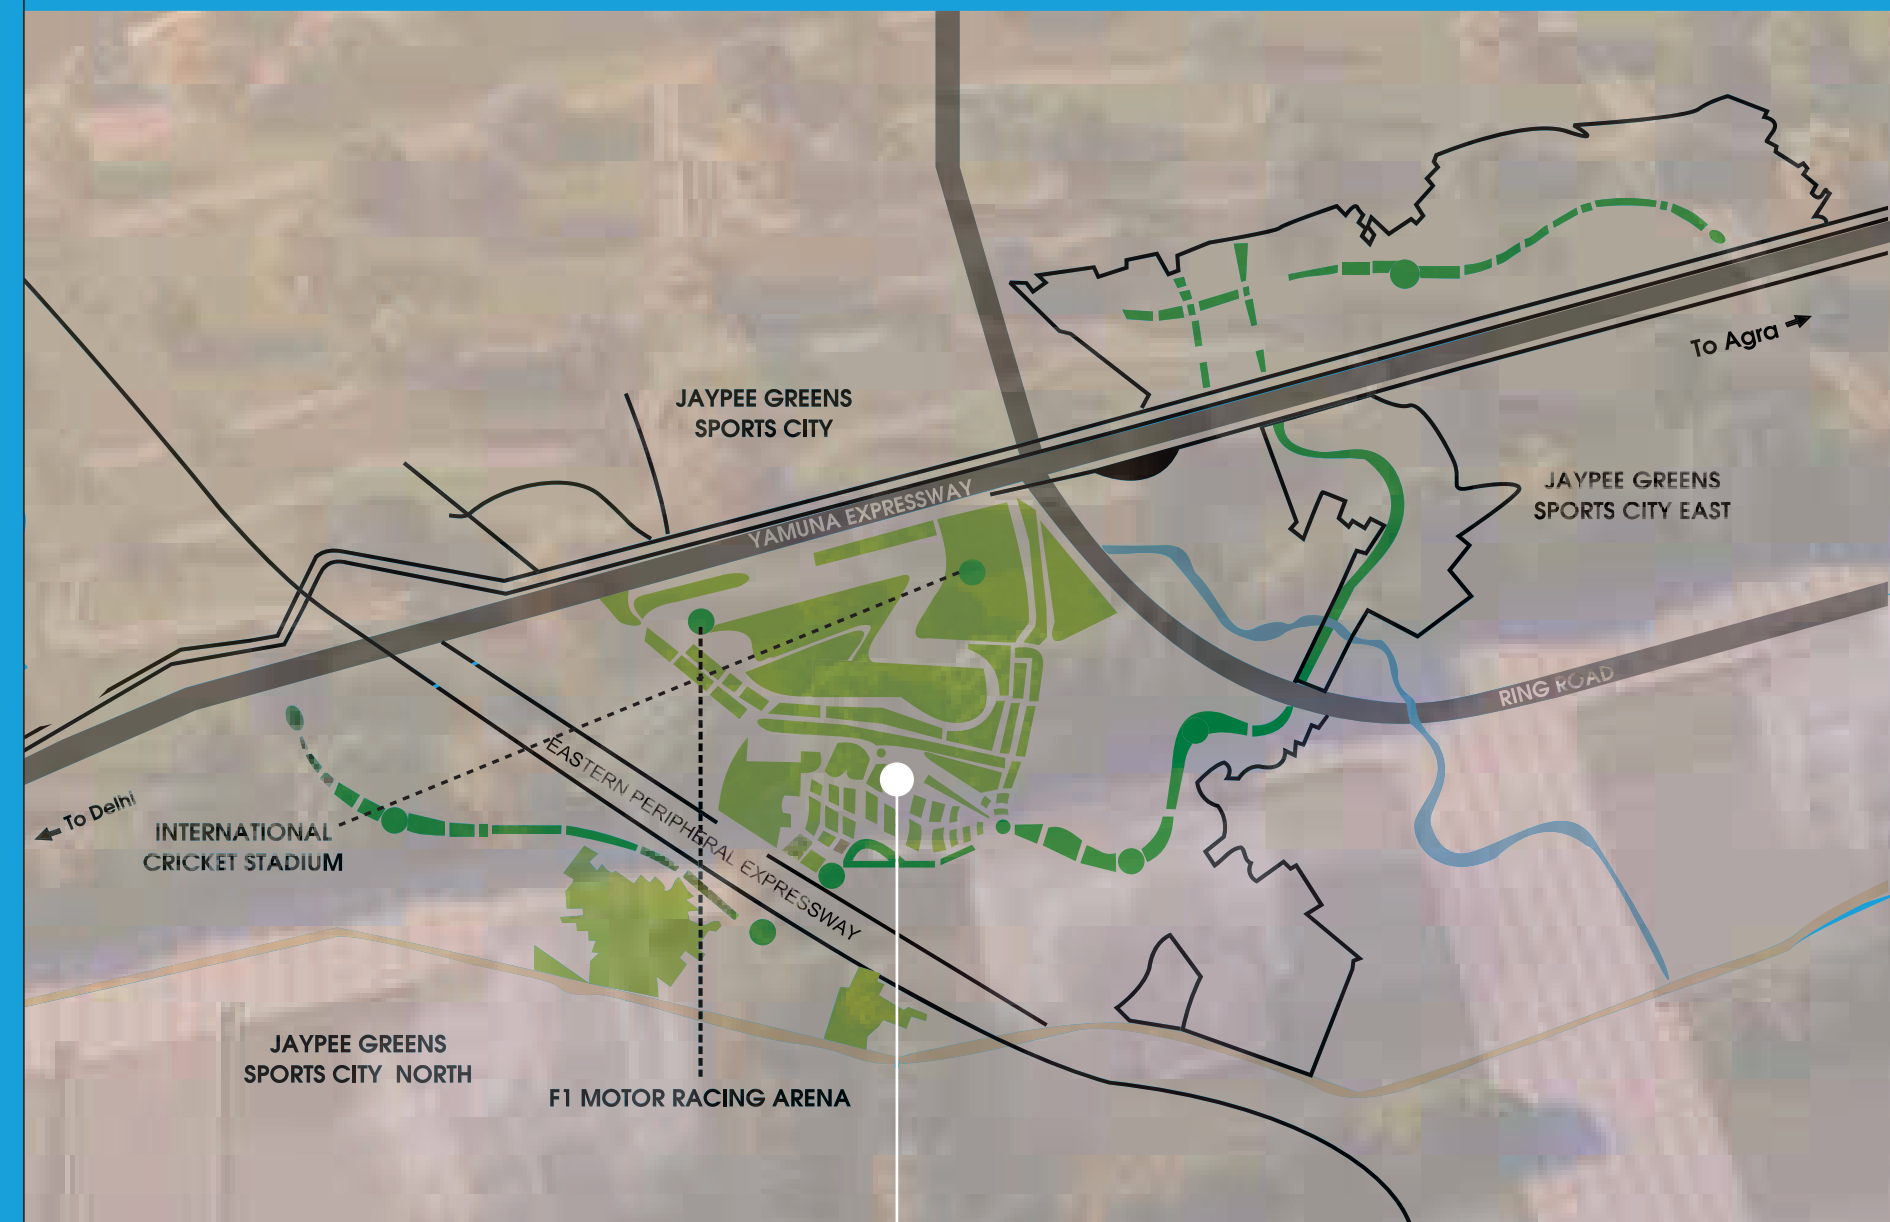 JAYPEE GREENS
SPORTS CITY
To Agra
JAYPEE GREENS
SPORTS CITY EAST
YAMUNA EXPRESSWAY
RING ROAD
EASTERN PERIPHERAL EXPRESSWAY
To Delhi
INTERNATIONAL
CRICKET STADIUM
JAYPEE GREENS
SPORTS CITY NORTH
F1 MOTOR RACING ARENA